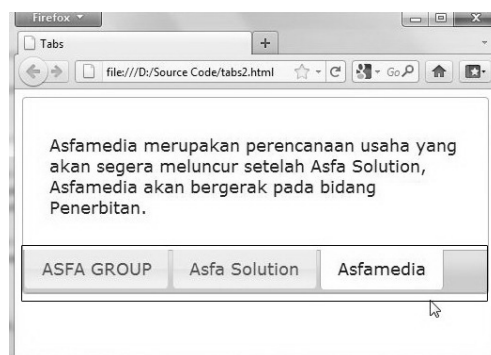 Firefox
Tabs
file:///D:/Source Code/tabs2.html
Go
Asfamedia merupakan perencanaan usaha yang
akan segera meluncur setelah Asfa Solution,
Asfamedia akan bergerak pada bidang
Penerbitan.
ASFA GROUP Asfa Solution Asfamedia